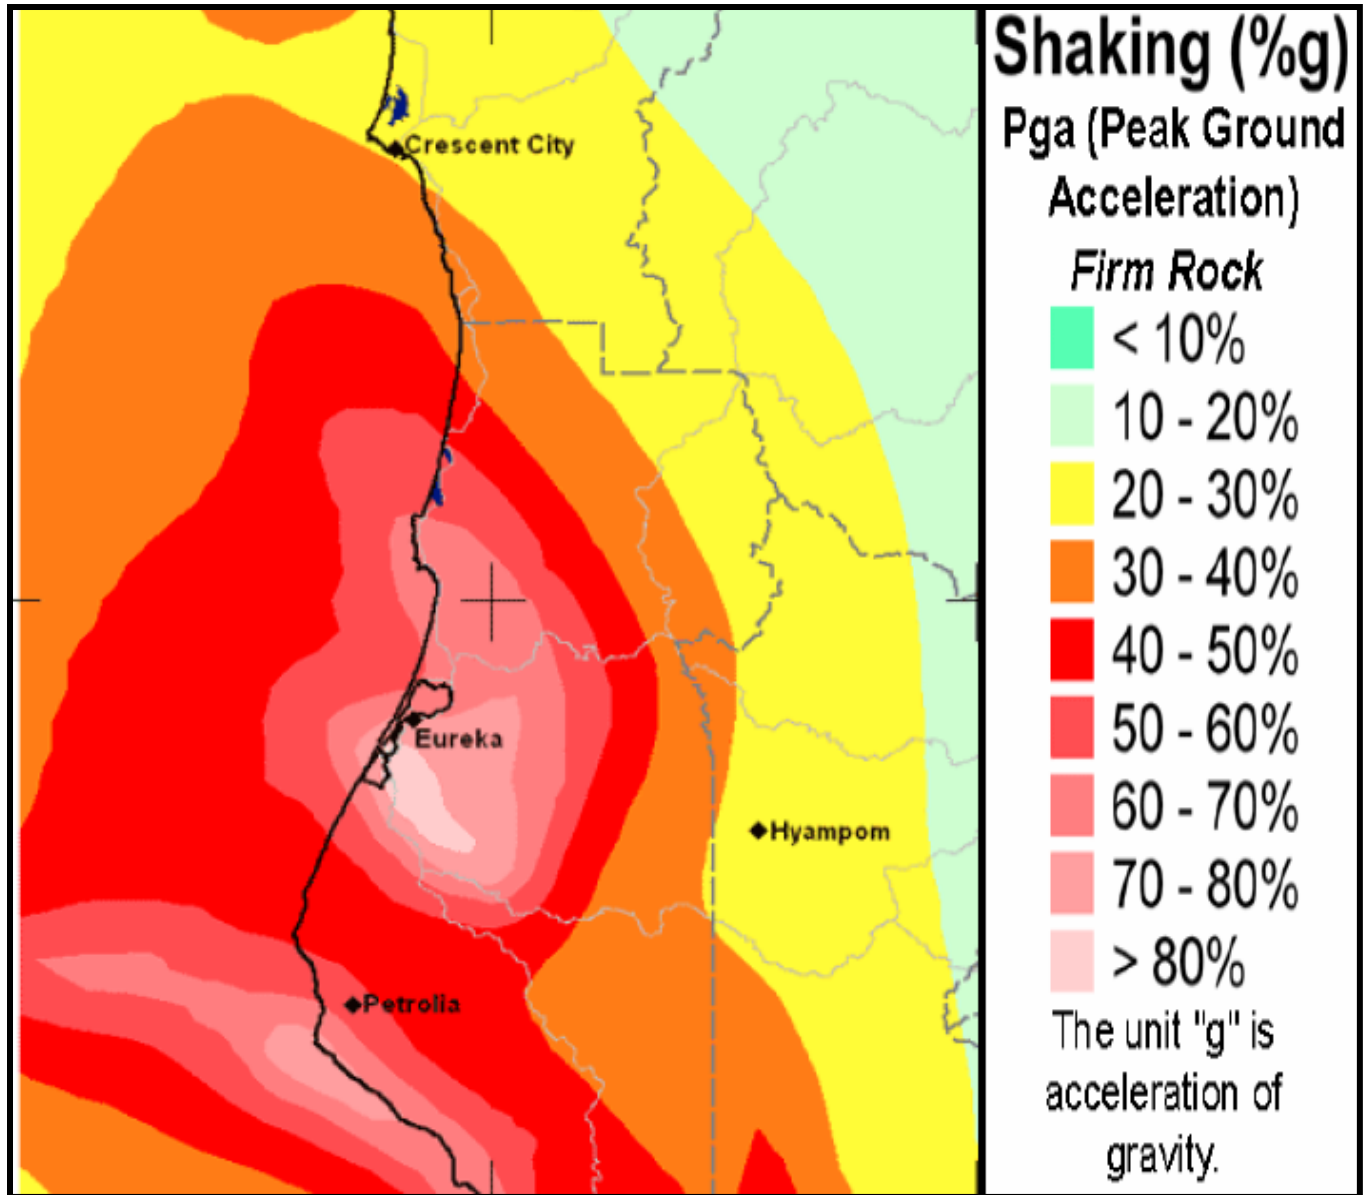 Crescent City
Eureka
Hyampom
Petrolia
Shaking (%g)
Pga (Peak Ground
Acceleration)
Firm Rock
< 10%
10 - 20%
20 - 30%
30 - 40%
40 - 50%
50 - 60%
60 - 70%
70 - 80%
> 80%
The unit "g" is
acceleration of
gravity.